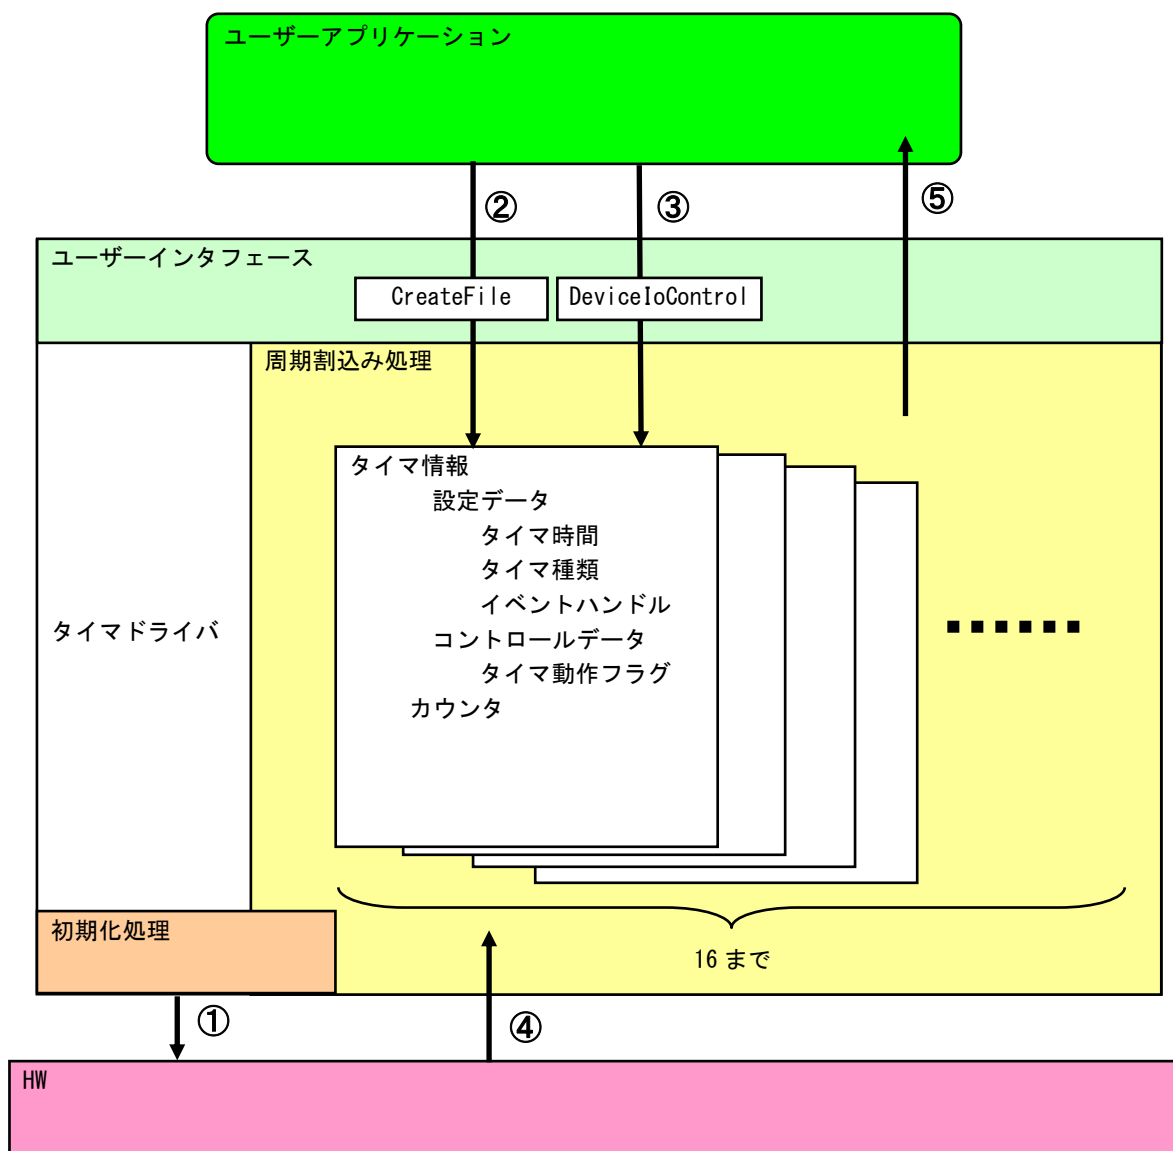 ユーザーアプリケーション
②
③
⑤
ユーザーインタフェース
CreateFile
DeviceIoControl
周期割込み処理
タイマ情報
設定データ
タイマ時間
タイマ種類
イベントハンドル
コントロールデータ
タイマ動作フラグ
カウンタ
タイマドライバ
初期化処理
16 まで
①
④
HW